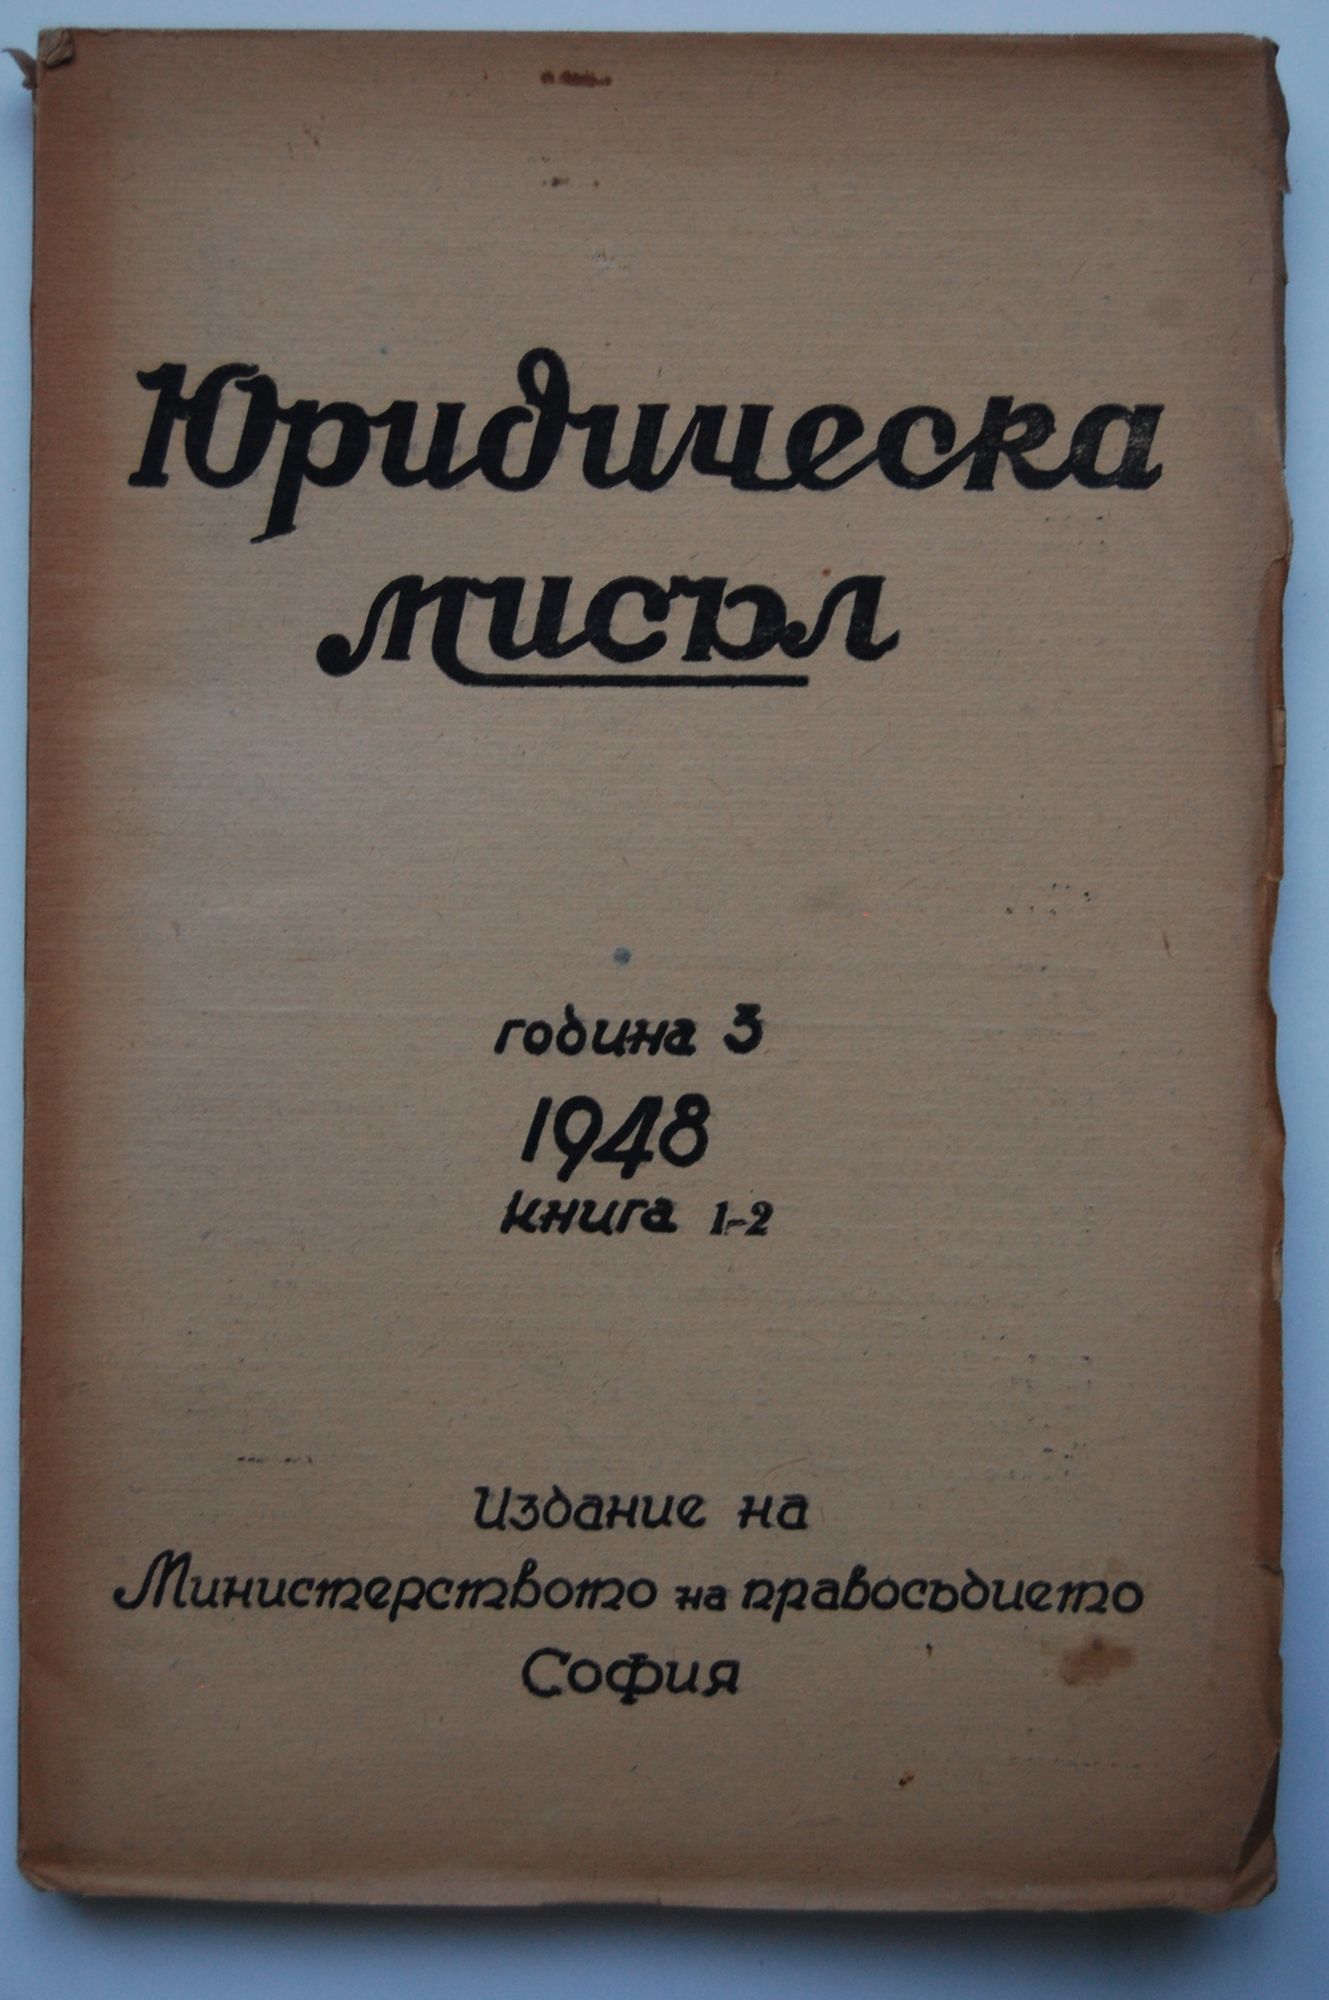 Юридическа
мисъл
година 3
1948
книга 1-2
Издание на
Министерството на правосъдието
София